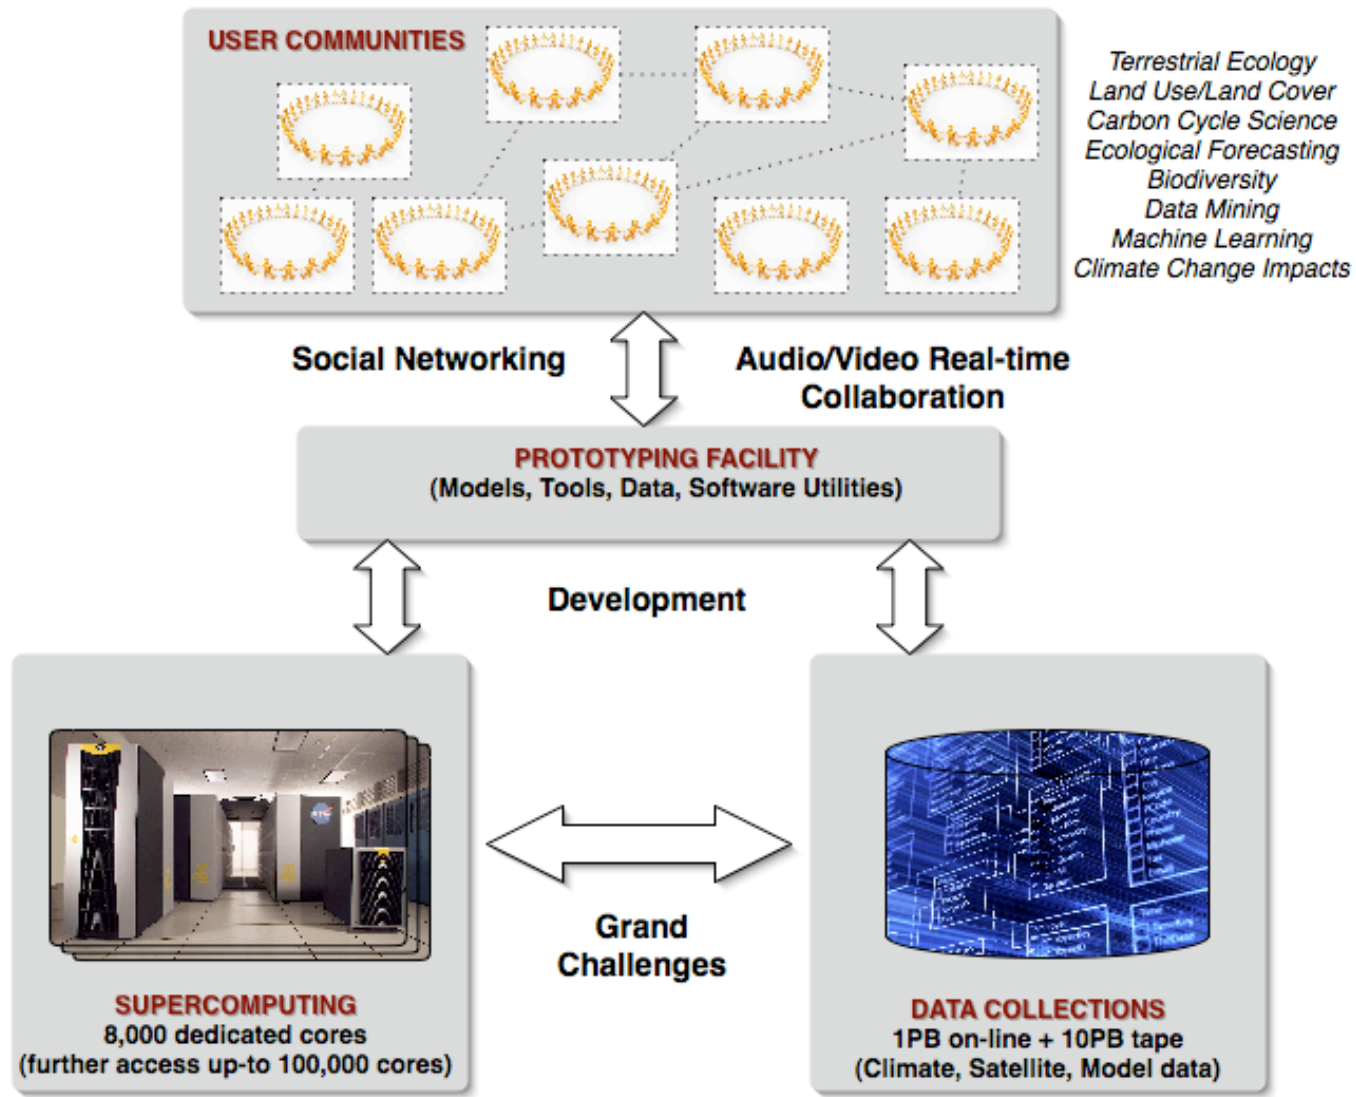 USER COMMUNITIES
Terrestrial Ecology
Land Use/Land Cover
Carbon Cycle Science
Ecological Forecasting
Biodiversity
Data Mining
Machine Learning
Climate Change Impacts
Social Networking
Audio/Video Real-time
Collaboration
PROTOTYPING FACILITY
(Models, Tools, Data, Software Utilities)
Development
Grand
Challenges
SUPERCOMPUTING
8,000 dedicated cores
(further access up-to 100,000 cores)
DATA COLLECTIONS
1PB on-line + 10PB tape
(Climate, Satellite, Model data)